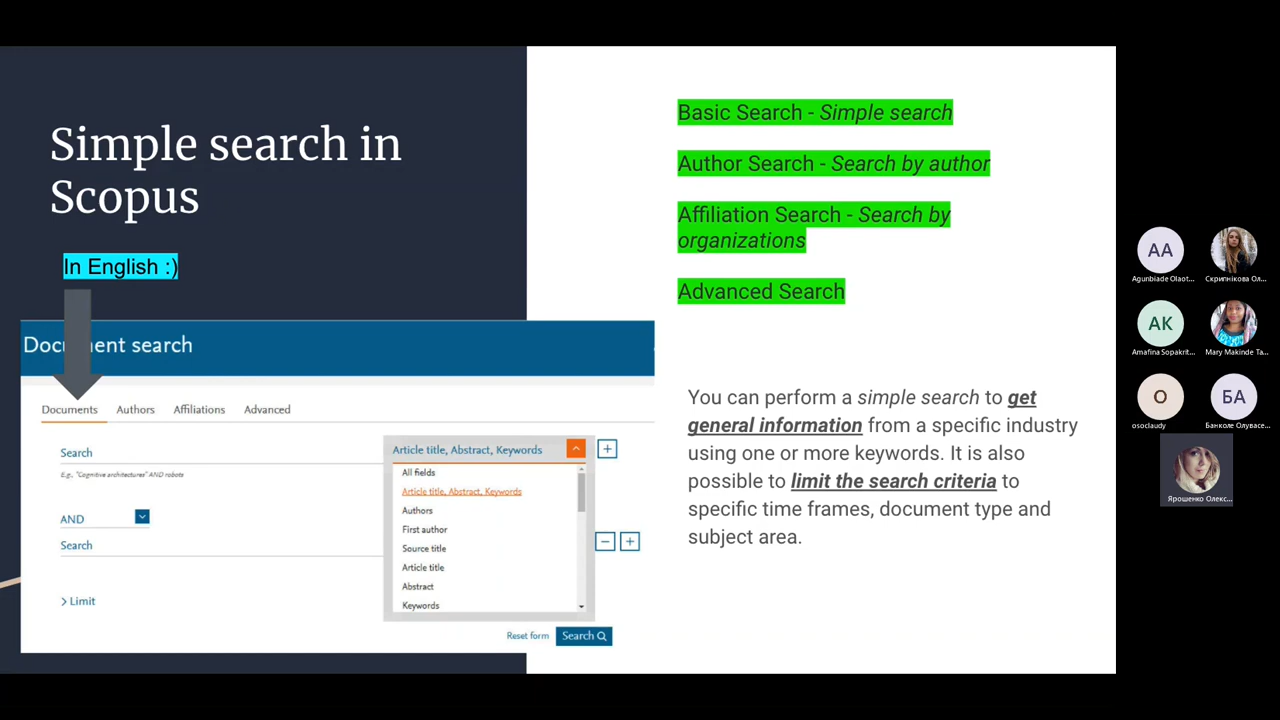 Simple search in
Scopus
In English :)
Document search
Documents Authors Affiliations Advanced
Search
E.g., "Cognitive architectures" AND robots
AND
Search
Limit
Article title, Abstract, Keywords
All fields
Article title, Abstract, Keywords
Authors
First author
Source title
Article title
Abstract
Keywords
Reset form Search
Basic Search - Simple search
Author Search - Search by author
Affiliation Search - Search by
organizations
Advanced Search
You can perform a simple search to get
general information from a specific industry
using one or more keywords. It is also
possible to limit the search criteria to
specific time frames, document type and
subject area.
AA
Agunbiade Olaot...
Скрипнікова Ол...
AK
Amafina Sopakrit...
Mary Makinde Ta...
O
ososclaudy
БА
Банколе Олувасе...
Ярошенко Олекс...